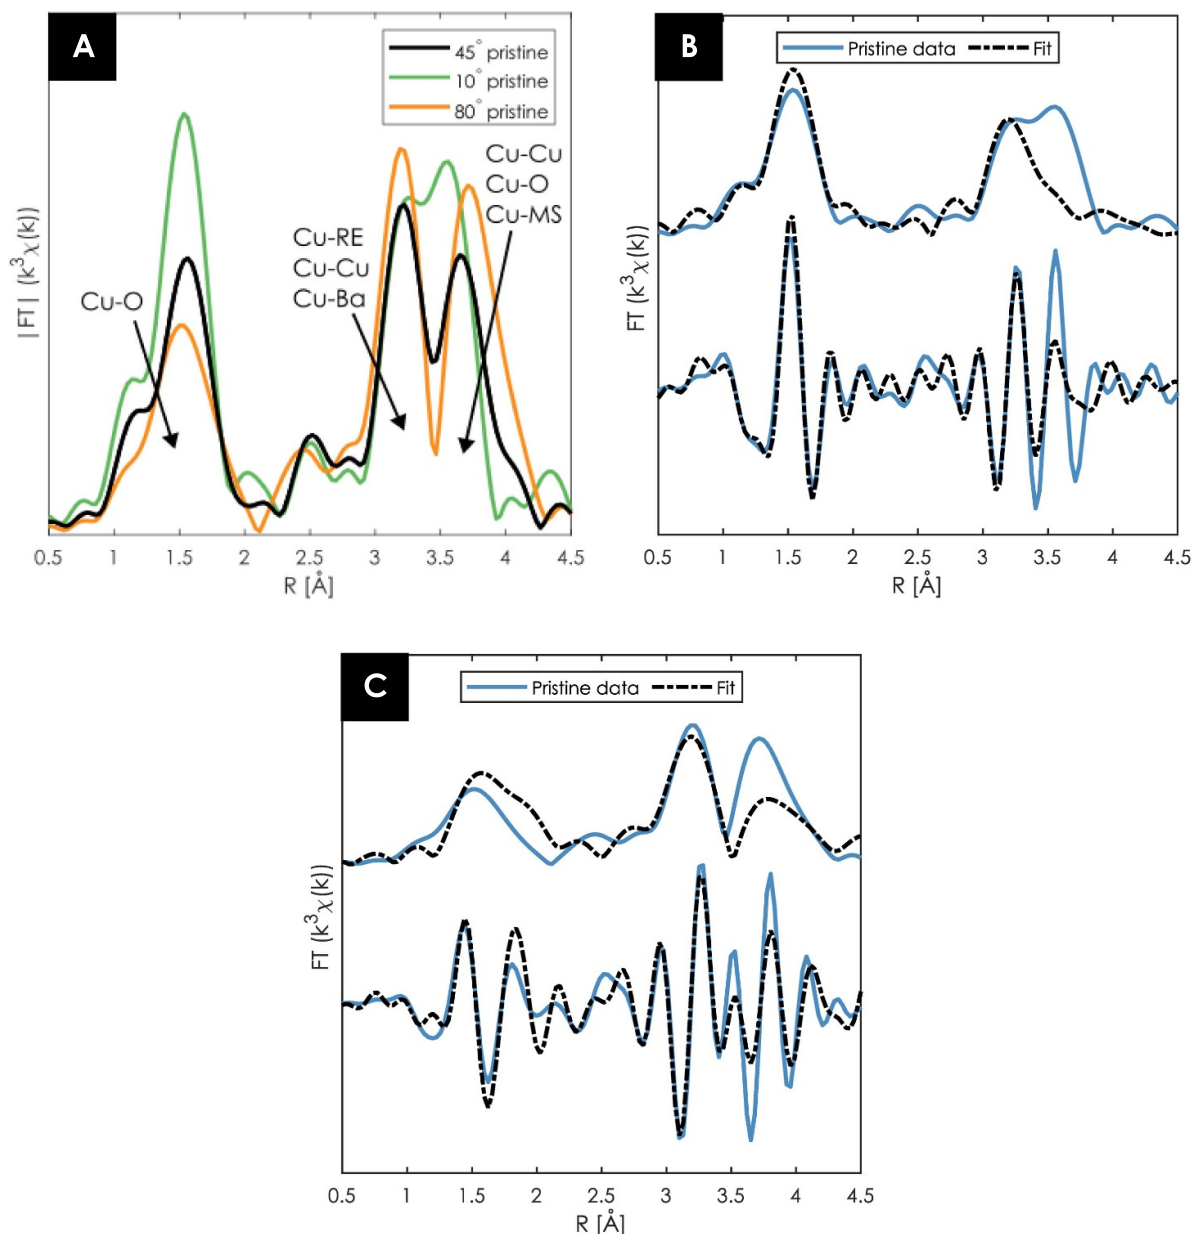 A
45° pristine
10° pristine
80° pristine
Cu-Cu
Cu-O
Cu-MS
Cu-RE
Cu-Cu
Cu-Ba
Cu-O
|FT| (k³χ(k))
0.5 1 1.5 2 2.5 3 3.5 4 4.5
R [Å]
B
Pristine data Fit
FT (k³χ(k))
0.5 1 1.5 2 2.5 3 3.5 4 4.5
R [Å]
C
Pristine data Fit
FT (k³χ(k))
0.5 1 1.5 2 2.5 3 3.5 4 4.5
R [Å]